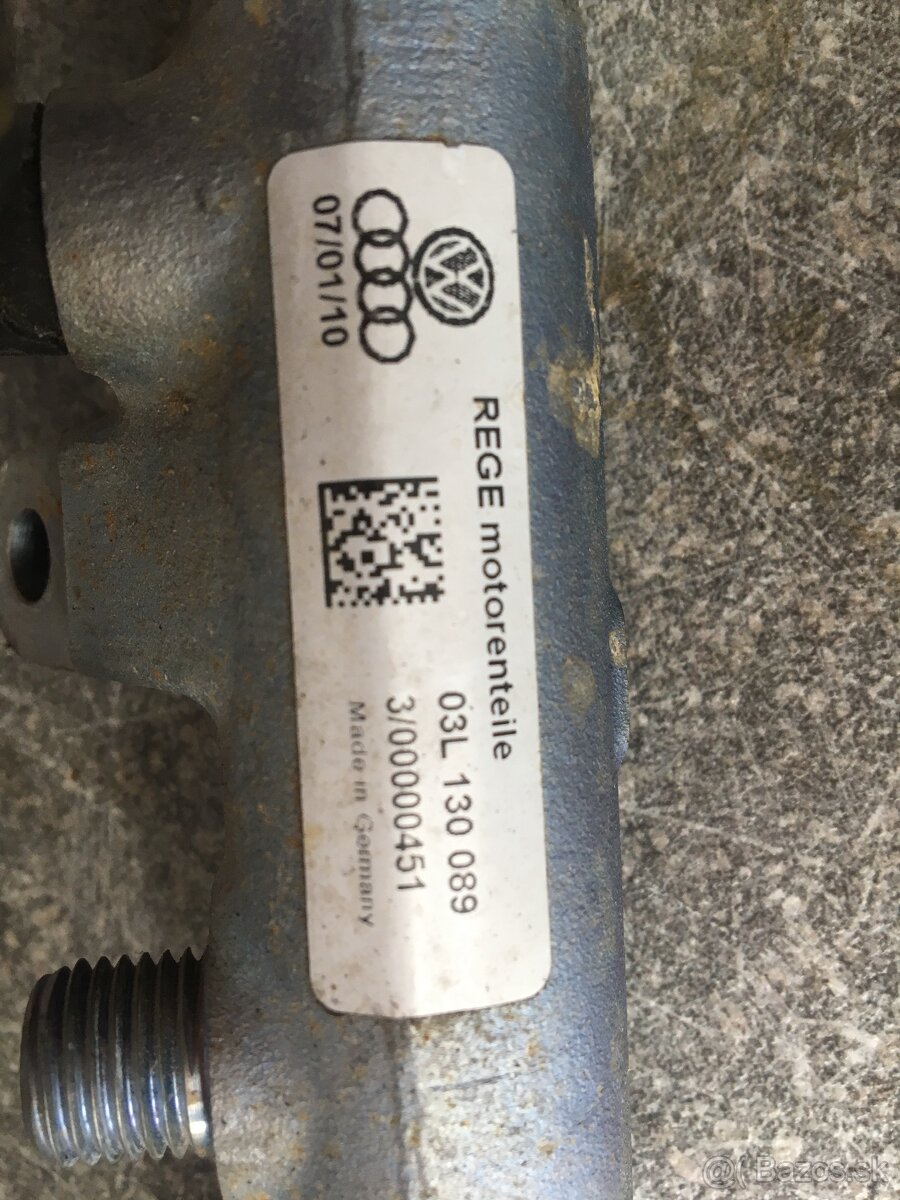 REGE motorenteile
07/01/10
03L 130 089
3/00000451
Made in Germany
@( Bazos.sk